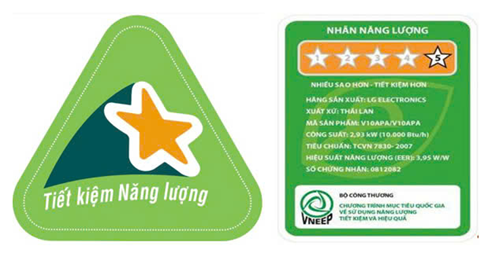 Tiết kiệm Năng lượng
NHÃN NĂNG LƯỢNG
1 2 3 4 5
NHIỀU SAO HƠN - TIẾT KIỆM HƠN
HÃNG SẢN XUẤT: LG ELECTRONICS
XUẤT XỨ: THÁI LAN
MÃ SẢN PHẨM: V10APA/V10APA
CÔNG SUẤT: 2,93 kW (10.000 Btu/h)
TIÊU CHUẨN: TCVN 7830- 2007
HIỆU SUẤT NĂNG LƯỢNG (EER): 3,95 W/W
SỐ CHỨNG NHẬN: 0812082
BỘ CÔNG THƯƠNG
CHƯƠNG TRÌNH MỤC TIÊU QUỐC GIA
VỀ SỬ DỤNG NĂNG LƯỢNG
TIẾT KIỆM VÀ HIỆU QUẢ
VNEEP